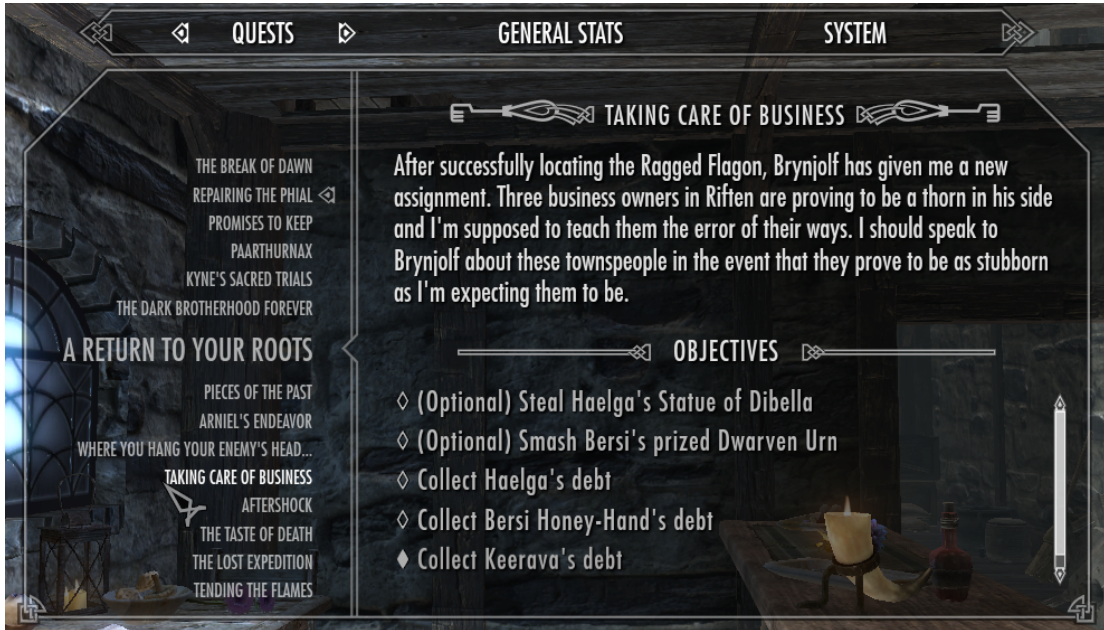 QUESTS
GENERAL STATS
SYSTEM
THE BREAK OF DAWN
REPAIRING THE PHIAL
PROMISES TO KEEP
PAARTHURNAX
KYNE'S SACRED TRIALS
THE DARK BROTHERHOOD FOREVER
A RETURN TO YOUR ROOTS
PIECES OF THE PAST
ARNIEL'S ENDEAVOR
WHERE YOU HANG YOUR ENEMY'S HEAD...
TAKING CARE OF BUSINESS
AFTERSHOCK
THE TASTE OF DEATH
THE LOST EXPEDITION
TENDING THE FLAMES
TAKING CARE OF BUSINESS
After successfully locating the Ragged Flagon, Brynjolf has given me a new
assignment. Three business owners in Riften are proving to be a thorn in his side
and I'm supposed to teach them the error of their ways. I should speak to
Brynjolf about these townspeople in the event that they prove to be as stubborn
as I'm expecting them to be.
OBJECTIVES
(Optional) Steal Haelga's Statue of Dibella
(Optional) Smash Bersi's prized Dwarven Urn
Collect Haelga's debt
Collect Bersi Honey-Hand's debt
Collect Keerava's debt